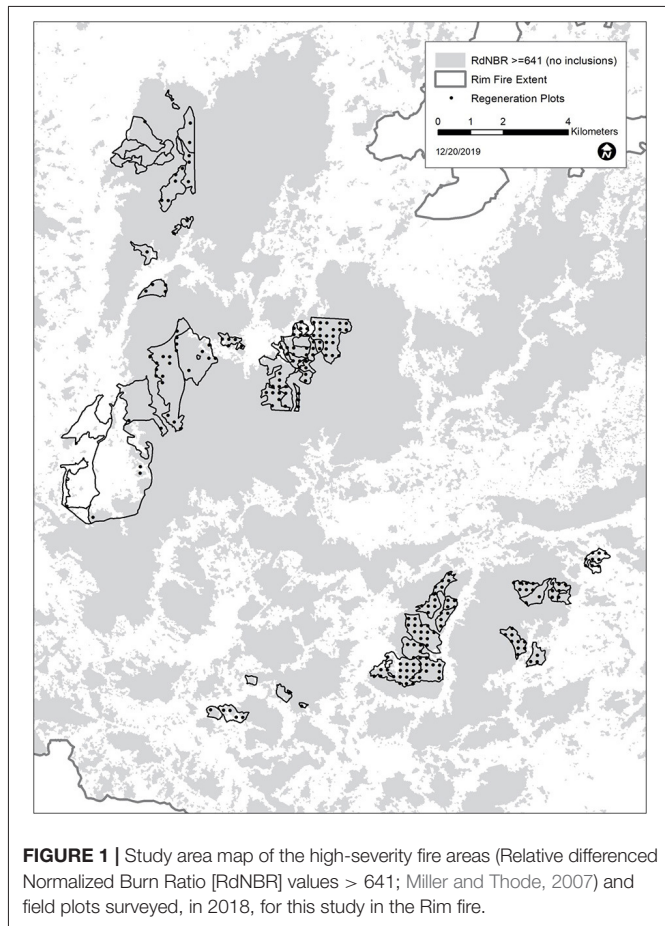 RdNBR >=641 (no inclusions)
Rim Fire Extent
Regeneration Plots
0 1 2 4
Kilometers
12/20/2019
N
FIGURE 1 | Study area map of the high-severity fire areas (Relative differenced
Normalized Burn Ratio [RdNBR] values > 641; Miller and Thode, 2007) and
field plots surveyed, in 2018, for this study in the Rim fire.